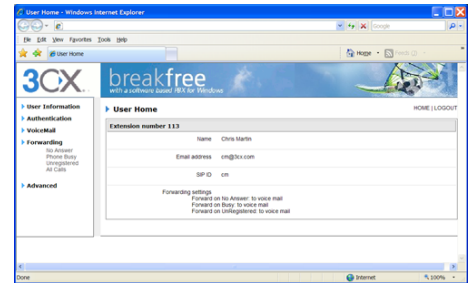 User Home - Windows Internet Explorer
Google
File Edit View Favorites Tools Help
User Home
Home
3CX
breakfree
with a software based PBX for Windows
User Information
Authentication
VoiceMail
Forwarding
No Answer
Phone Busy
Unregistered
All Calls
Advanced
User Home
HOME | LOGOUT
Extension number 113
Name Chris Martin
Email address cm@3cx.com
SIP ID cm
Forwarding settings
Forward on No Answer: to voice mail
Forward on Busy: to voice mail
Forward on UnRegistered: to voice mail
Done
Internet
100%